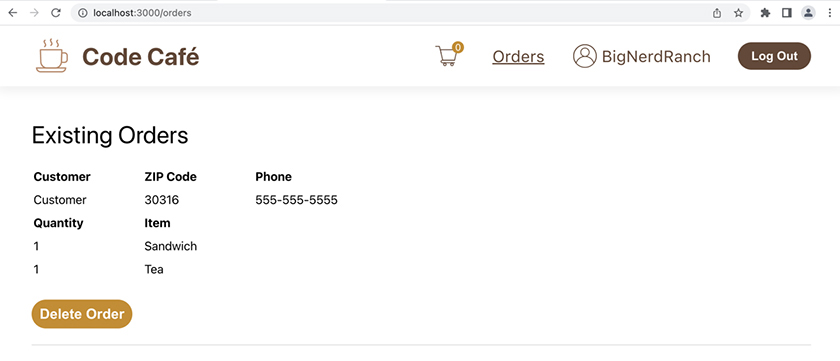 localhost:3000/orders
Code Café
0
Orders
BigNerdRanch
Log Out
Existing Orders
Customer ZIP Code Phone
Customer 30316 555-555-5555
Quantity Item
1 Sandwich
1 Tea
Delete Order